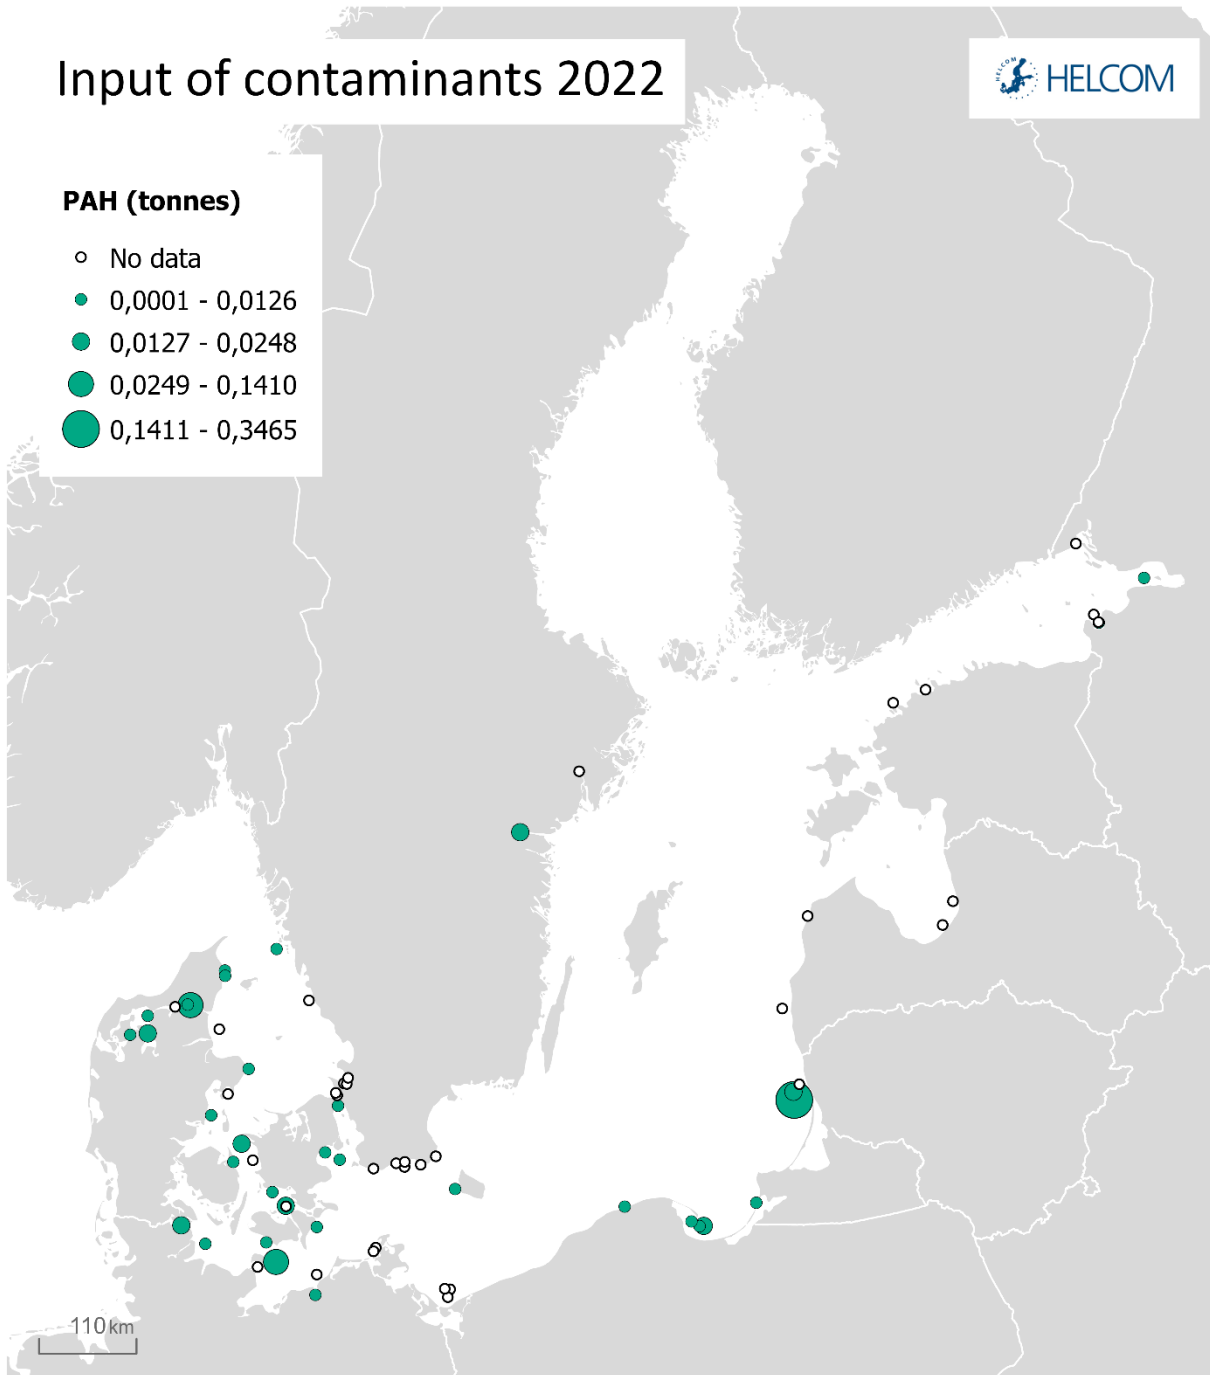 Input of contaminants 2022
HELCOM
HELCOM
PAH (tonnes)
No data
0,0001 - 0,0126
0,0127 - 0,0248
0,0249 - 0,1410
0,1411 - 0,3465
110 km